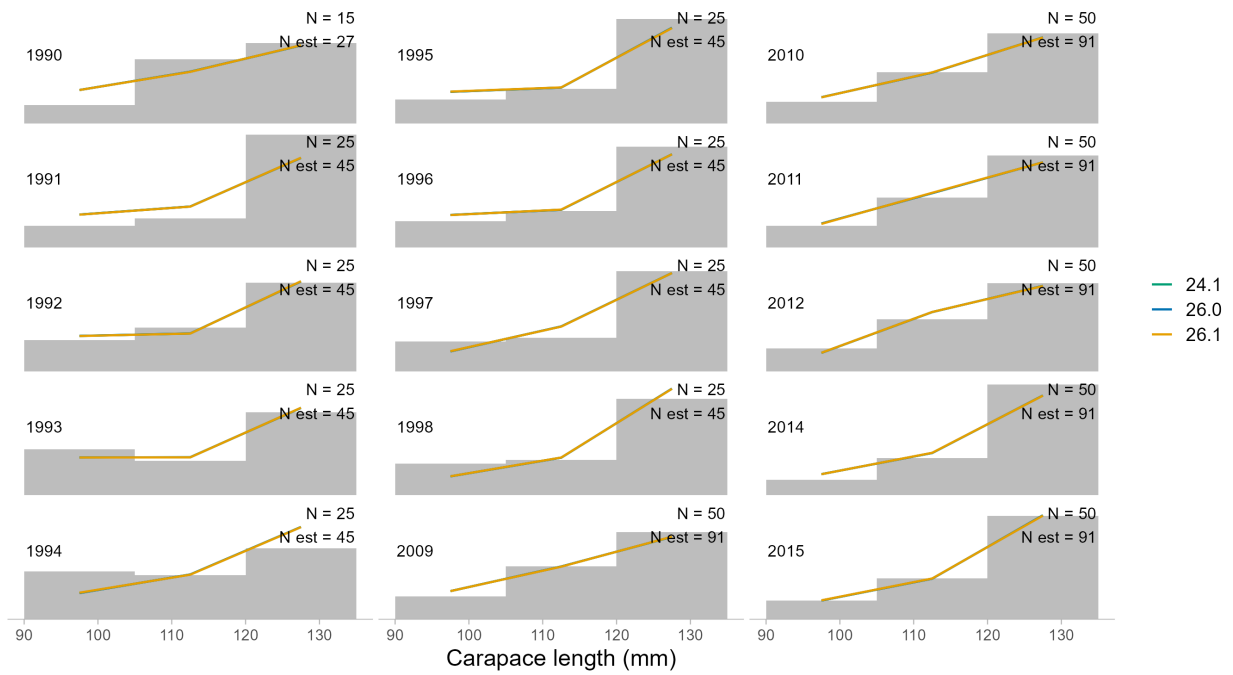 N = 15
N est = 27
1990
N = 25
N est = 45
1995
N = 50
N est = 91
2010
N = 25
N est = 45
1991
N = 25
N est = 45
1996
N = 50
N est = 91
2011
N = 25
N est = 45
1992
N = 25
N est = 45
1997
N = 50
N est = 91
2012
N = 25
N est = 45
1993
N = 25
N est = 45
1998
N = 50
N est = 91
2014
N = 25
N est = 45
1994
N = 50
N est = 91
2009
N = 50
N est = 91
2015
90 100 110 120 130
90 100 110 120 130
90 100 110 120 130
Carapace length (mm)
24.1
26.0
26.1